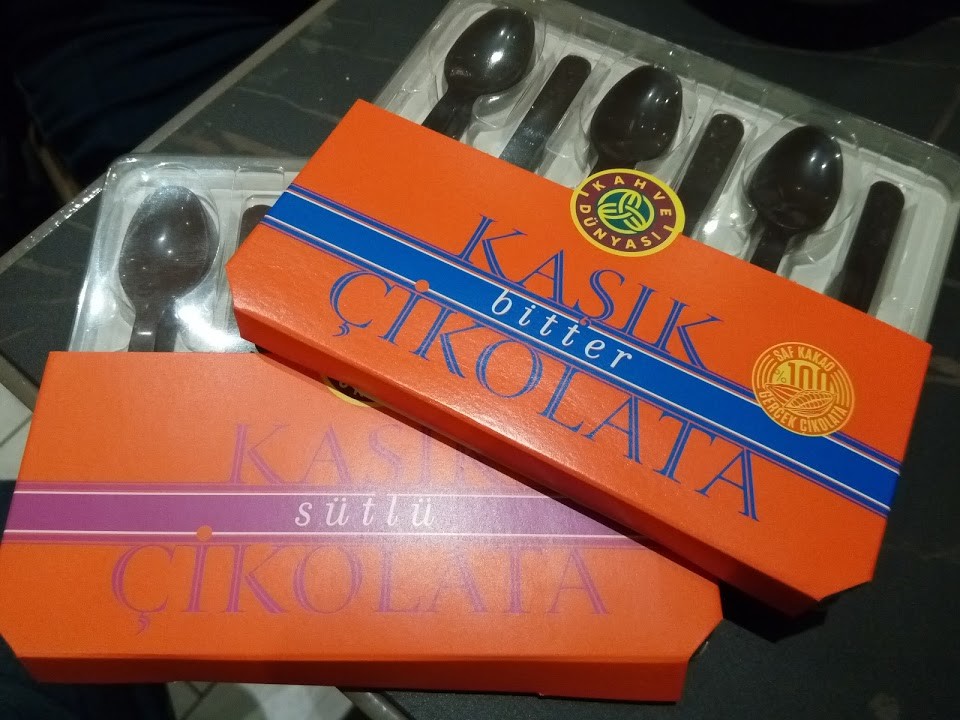 KAHVE
DÜNYASI
KAŞIK
bitter
ÇİKOLATA
SAF KAKAO
%100
GERÇEK ÇİKOLATA
KAŞIK
sütlü
ÇİKOLATA